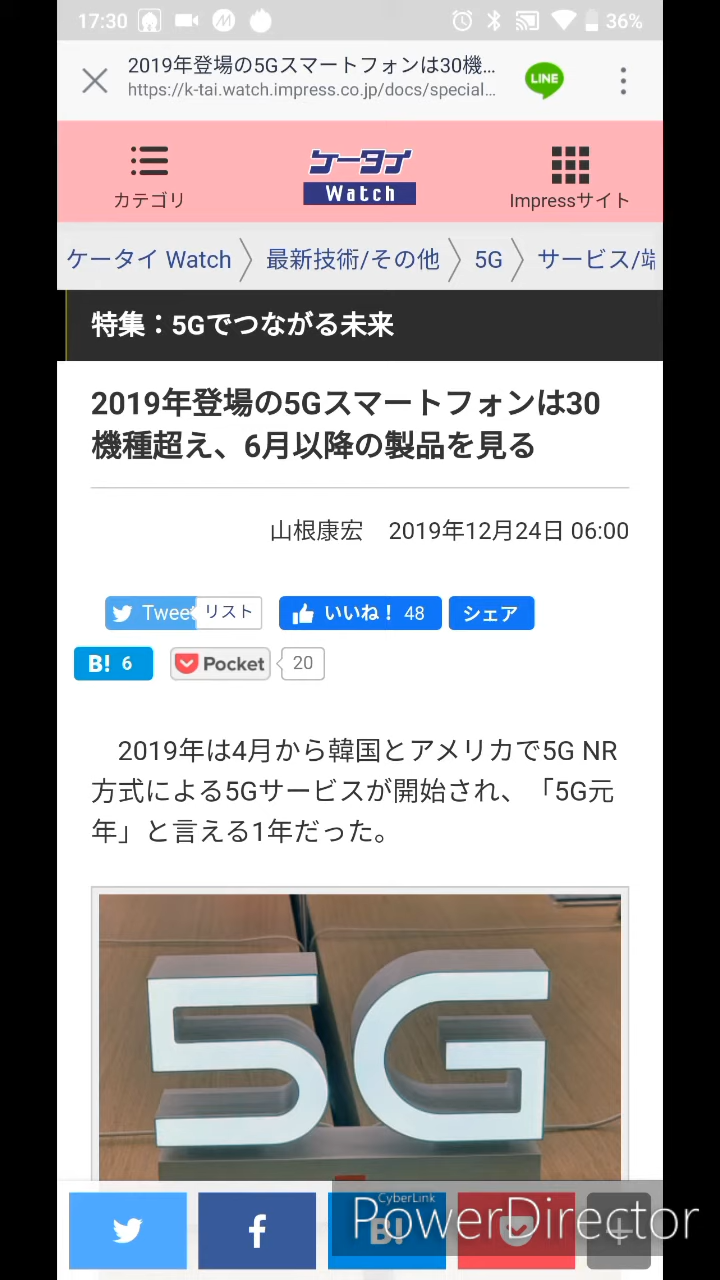 17:30
36%
2019年登場の5Gスマートフォンは30機...
https://k-tai.watch.impress.co.jp/docs/special...
LINE
カテゴリ
ケータイ
Watch
Impressサイト
ケータイ Watch
最新技術/その他
5G
サービス/端
特集：5Gでつながる未来
2019年登場の5Gスマートフォンは30
機種超え、6月以降の製品を見る
山根康宏 2019年12月24日 06:00
Tweet リスト いいね！ 48 シェア
B! 6 Pocket 20
2019年は4月から韓国とアメリカで5G NR
方式による5Gサービスが開始され、「5G元
年」と言える1年だった。
5G
f
B!
CyberLink
PowerDirector